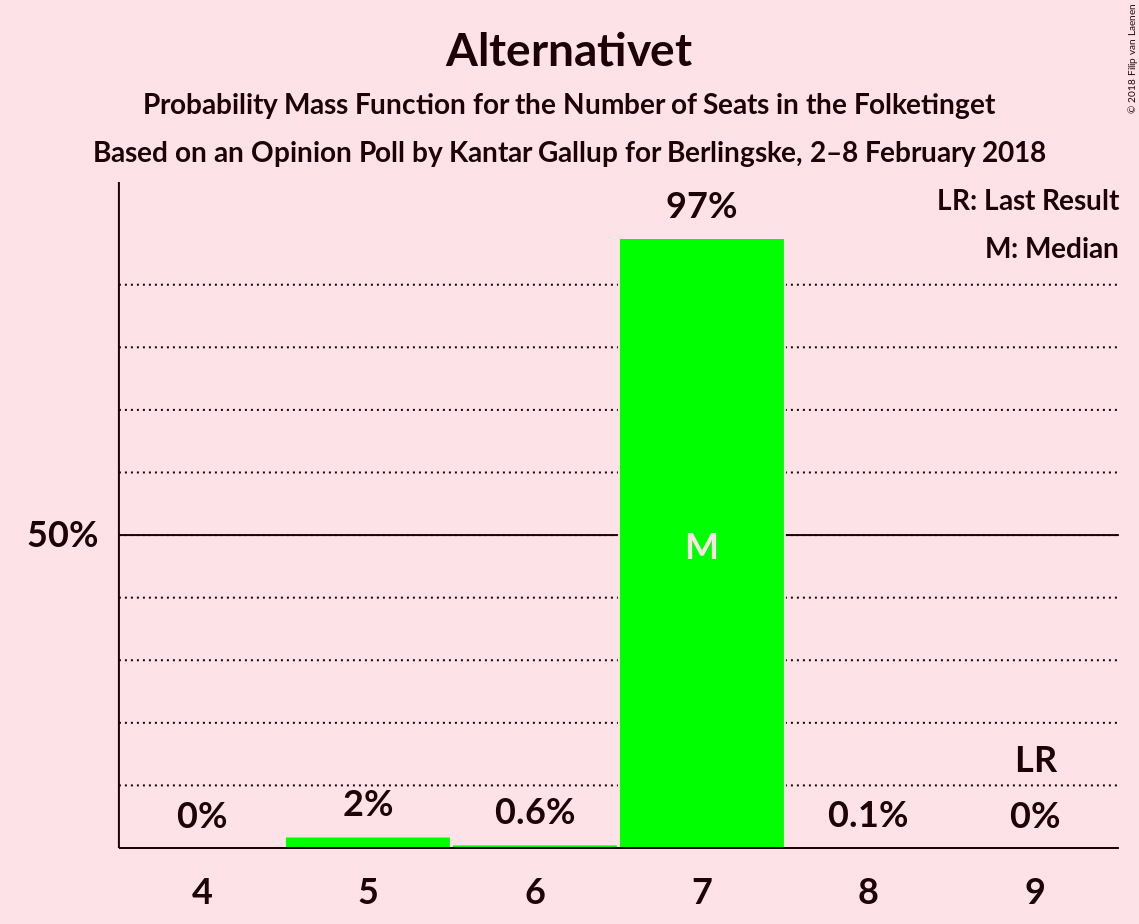 Alternativet
Probability Mass Function for the Number of Seats in the Folketinget
Based on an Opinion Poll by Kantar Gallup for Berlingske, 2–8 February 2018
© 2018 Filip van Laenen
LR: Last Result
M: Median
97%
50%
M
LR
0%
2%
0.6%
0.1%
0%
4
5
6
7
8
9